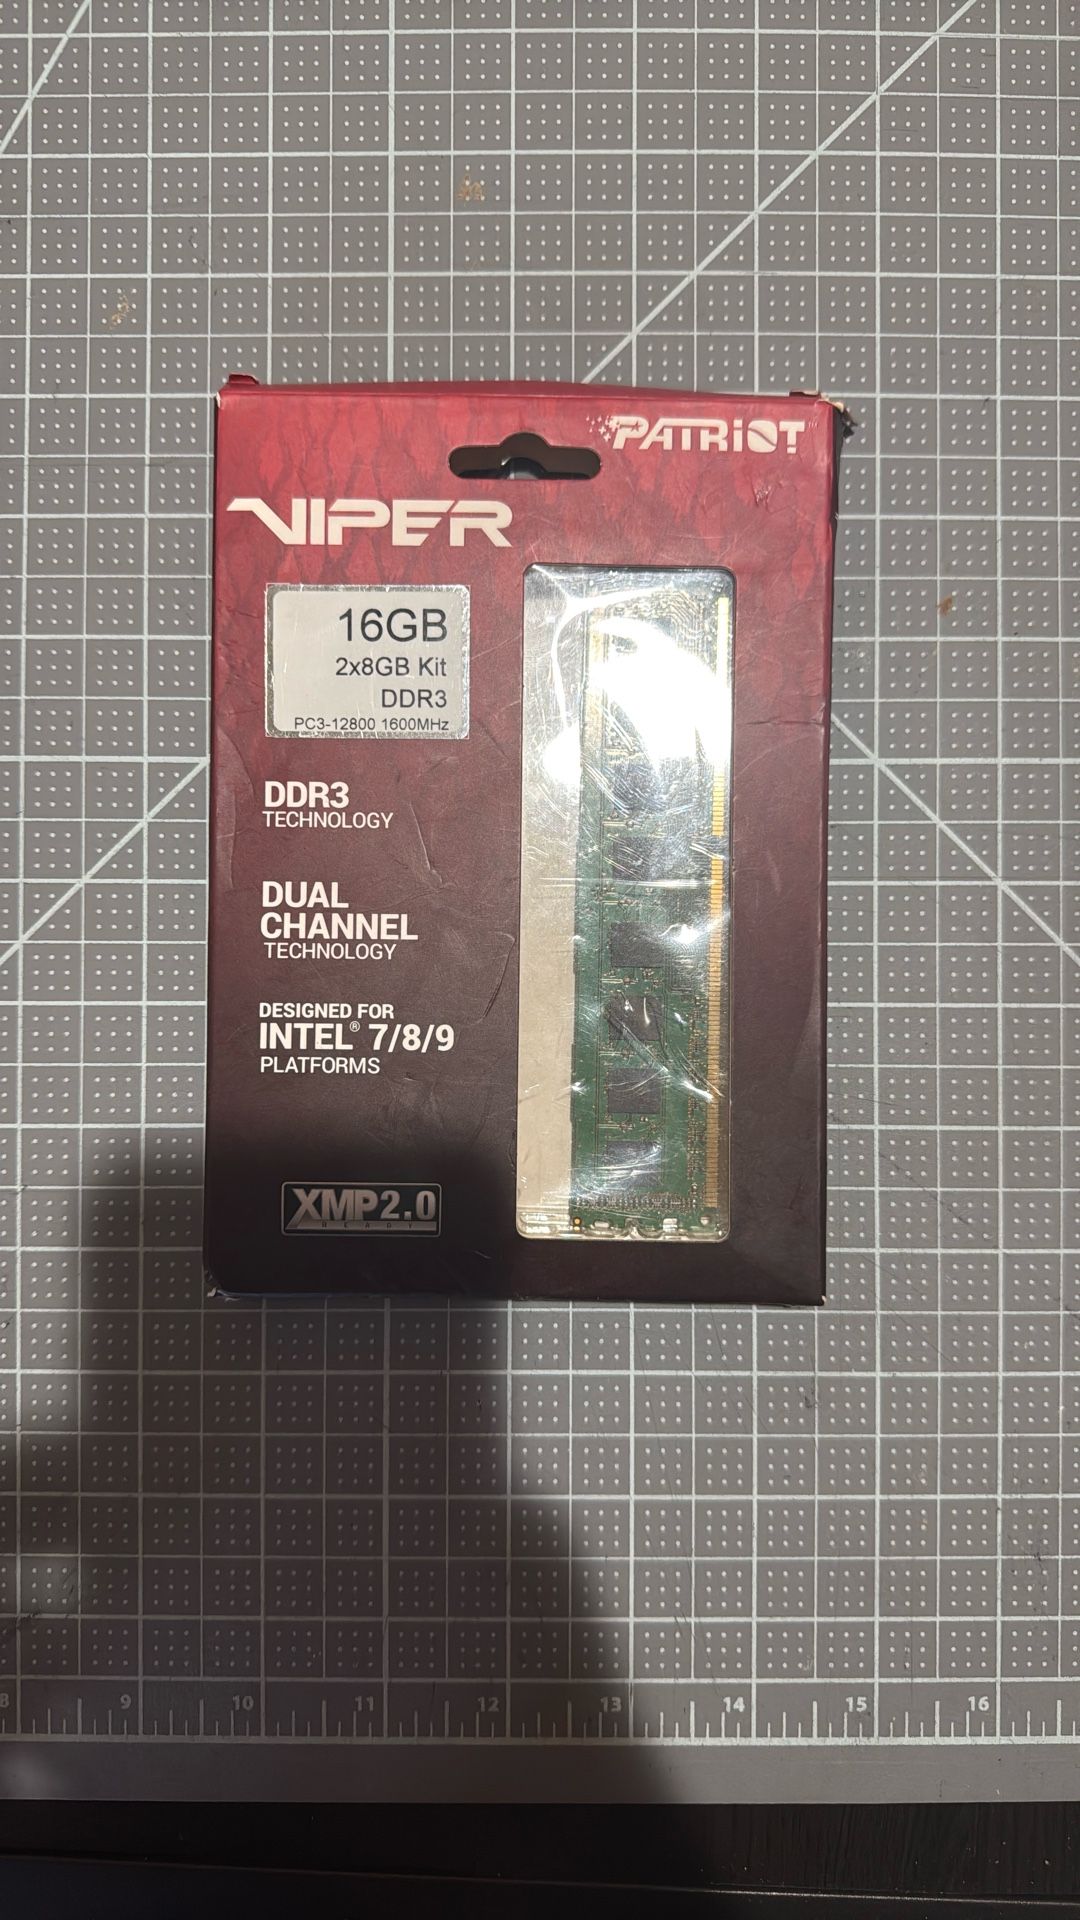 PATRIOT
VIPER
16GB
2x8GB Kit
DDR3
PC3-12800 1600MHz
DDR3
TECHNOLOGY
DUAL
CHANNEL
TECHNOLOGY
DESIGNED FOR
INTEL® 7/8/9
PLATFORMS
XMP2.0
READY
8 9 10 11 12 13 14 15 16